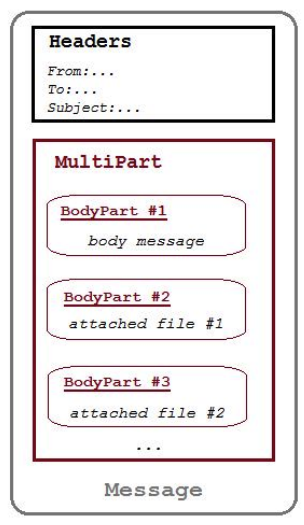 Headers
From:...
To:...
Subject:...
MultiPart
BodyPart #1
body message
BodyPart #2
attached file #1
BodyPart #3
attached file #2
...
Message